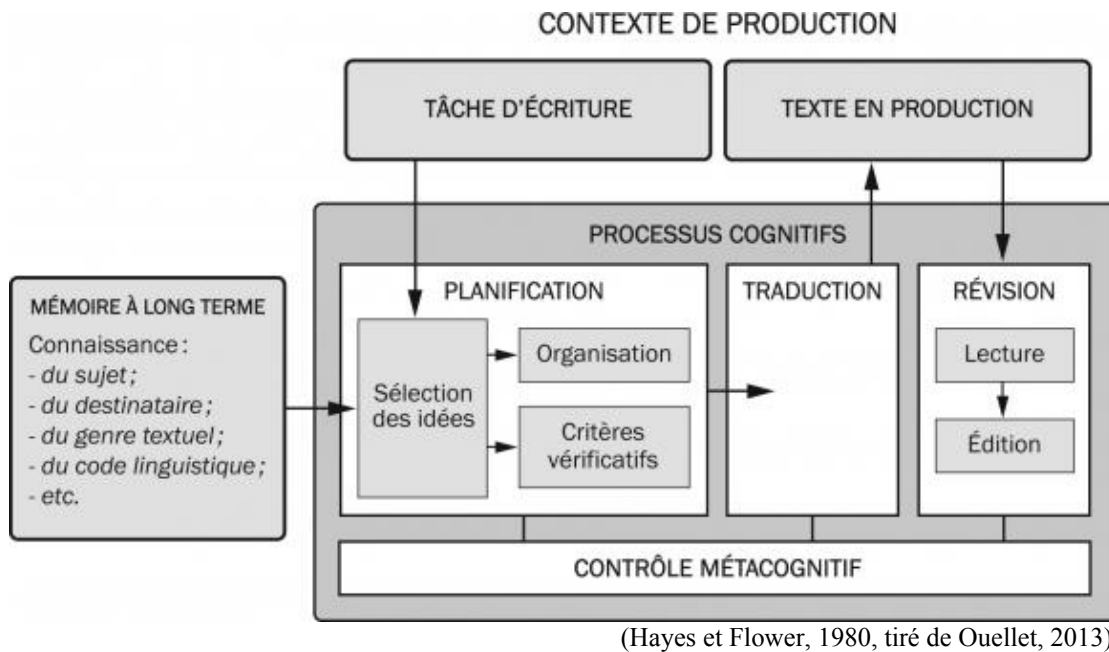 CONTEXTE DE PRODUCTION
TÂCHE D'ÉCRITURE
TEXTE EN PRODUCTION
PROCESSUS COGNITIFS
MÉMOIRE À LONG TERME
Connaissance :
- du sujet ;
- du destinataire ;
- du genre textuel ;
- du code linguistique ;
- etc.
PLANIFICATION
Sélection
des idées
Organisation
Critères
vérificatifs
TRADUCTION
RÉVISION
Lecture
Édition
CONTRÔLE MÉTACOGNITIF
(Hayes et Flower, 1980, tiré de Ouellet, 2013)